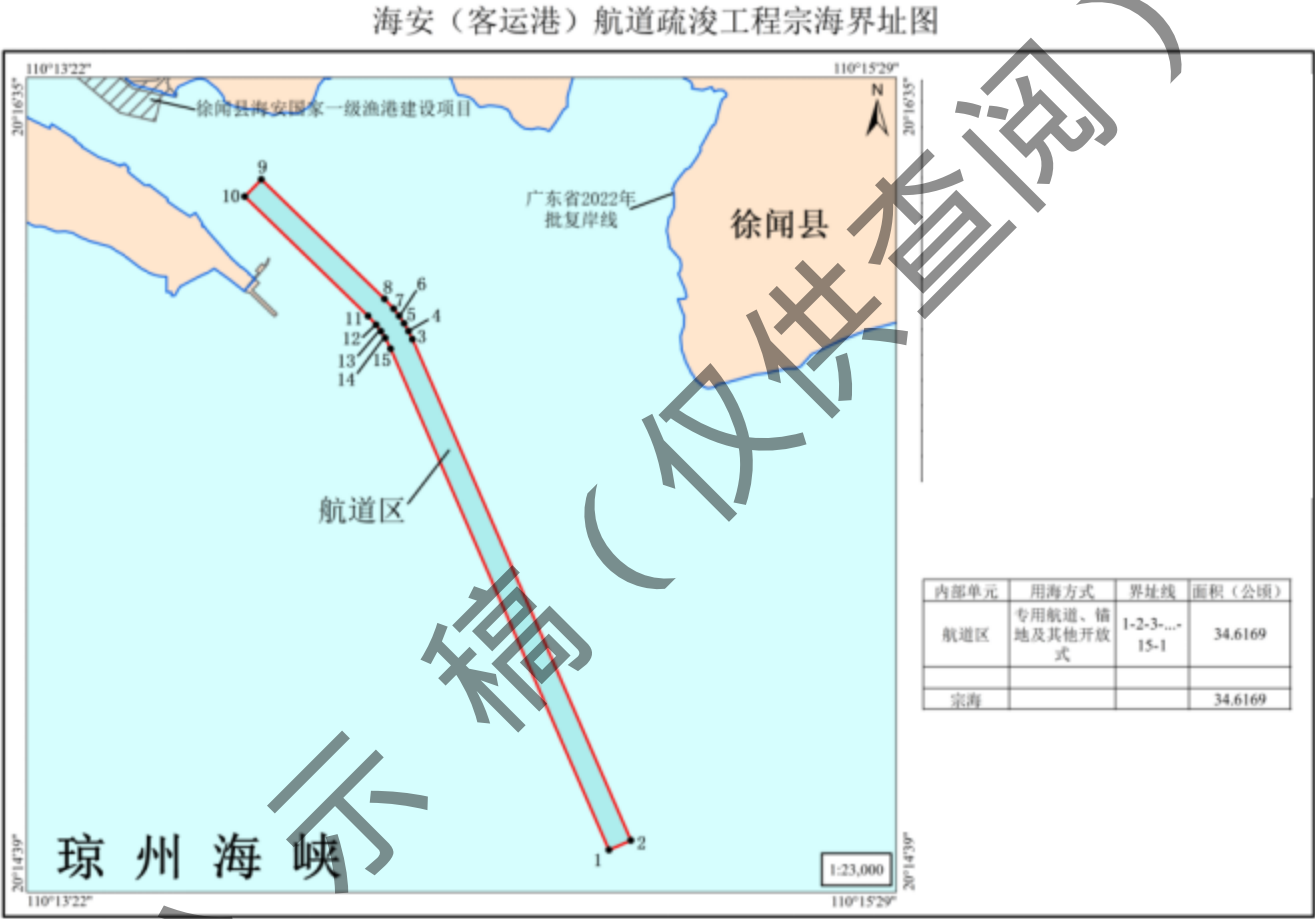 海安（客运港）航道疏浚工程宗海界址图
110°13'22"
110°15'29"
20°16'35"
20°16'35"
N
徐闻县海安国家一级渔港建设项目
广东省2022年
批复岸线
徐闻县
9
10
8
7
6
5
4
3
11
12
13
14
15
航道区
2
1
琼州海峡
1:23,000
20°14'39"
20°14'39"
110°13'22"
110°15'29"
内部单元 用海方式 界址线 面积（公顷）
航道区 专用航道、锚地及其他开放式 1-2-3-...-15-1 34.6169
宗海 34.6169
示稿（仅供查阅）